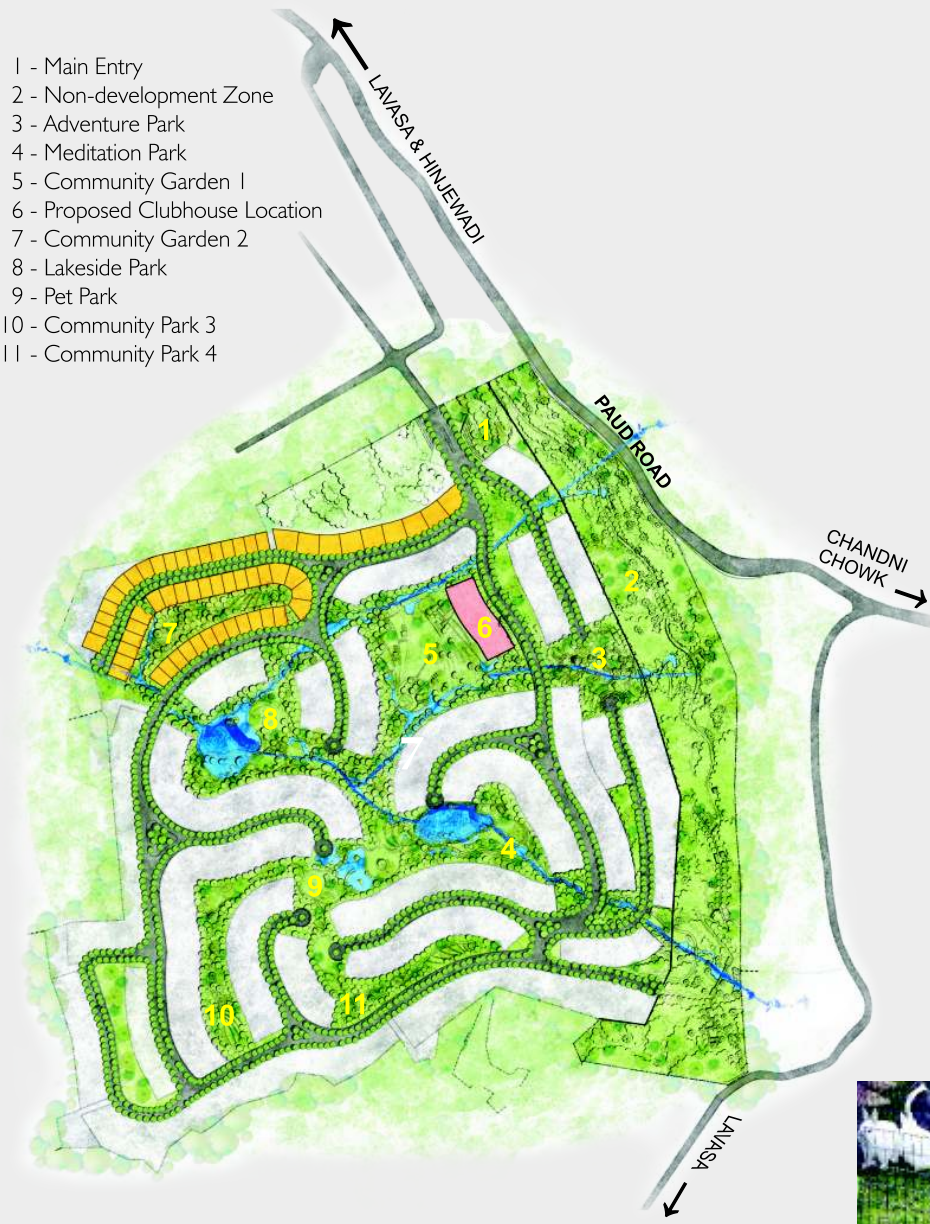 1 - Main Entry
2 - Non-development Zone
3 - Adventure Park
4 - Meditation Park
5 - Community Garden 1
6 - Proposed Clubhouse Location
7 - Community Garden 2
8 - Lakeside Park
9 - Pet Park
10 - Community Park 3
11 - Community Park 4
LAVASA & HINJEWADI
PAUD ROAD
CHANDNI
CHOWK
1
2
3
6
5
7
8
7
4
9
10
11
LAVASA